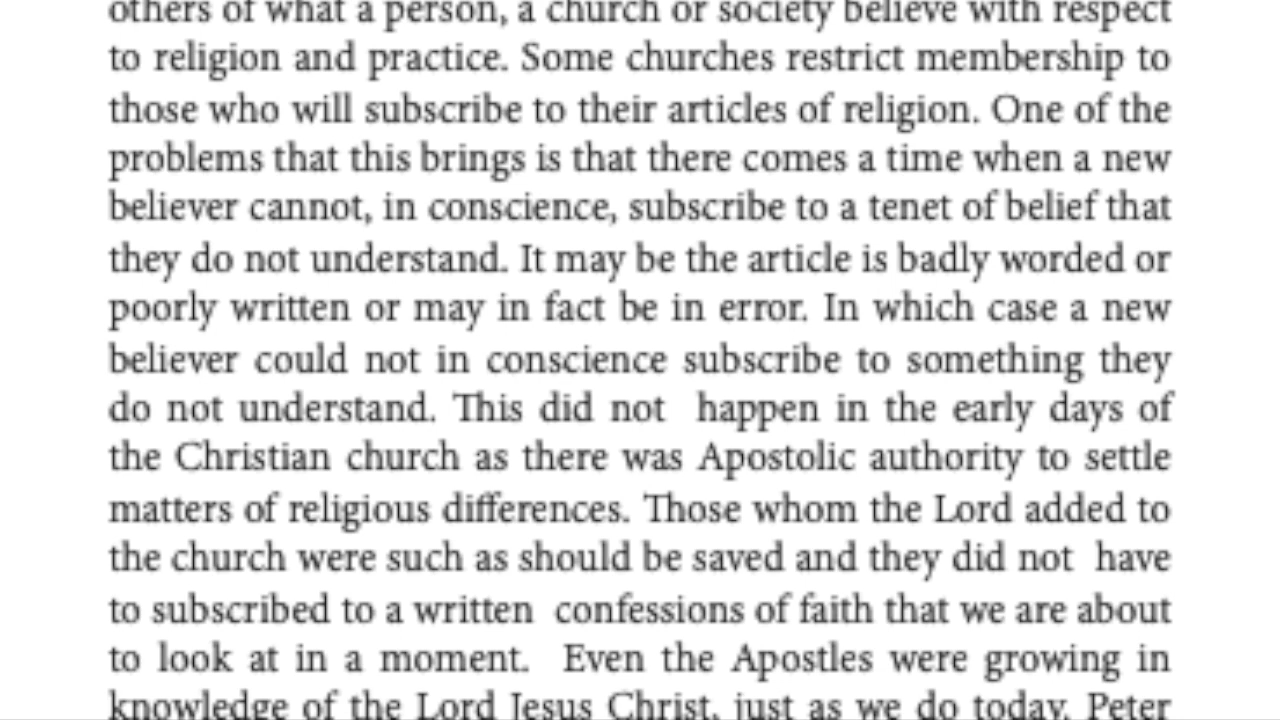 others of what a person, a church or society believe with respect
to religion and practice. Some churches restrict membership to
those who will subscribe to their articles of religion. One of the
problems that this brings is that there comes a time when a new
believer cannot, in conscience, subscribe to a tenet of belief that
they do not understand. It may be the article is badly worded or
poorly written or may in fact be in error. In which case a new
believer could not in conscience subscribe to something they
do not understand. This did not  happen in the early days of
the Christian church as there was Apostolic authority to settle
matters of religious differences. Those whom the Lord added to
the church were such as should be saved and they did not  have
to subscribed to a written  confessions of faith that we are about
to look at in a moment.  Even the Apostles were growing in
knowledge of the Lord Jesus Christ, just as we do today. Peter